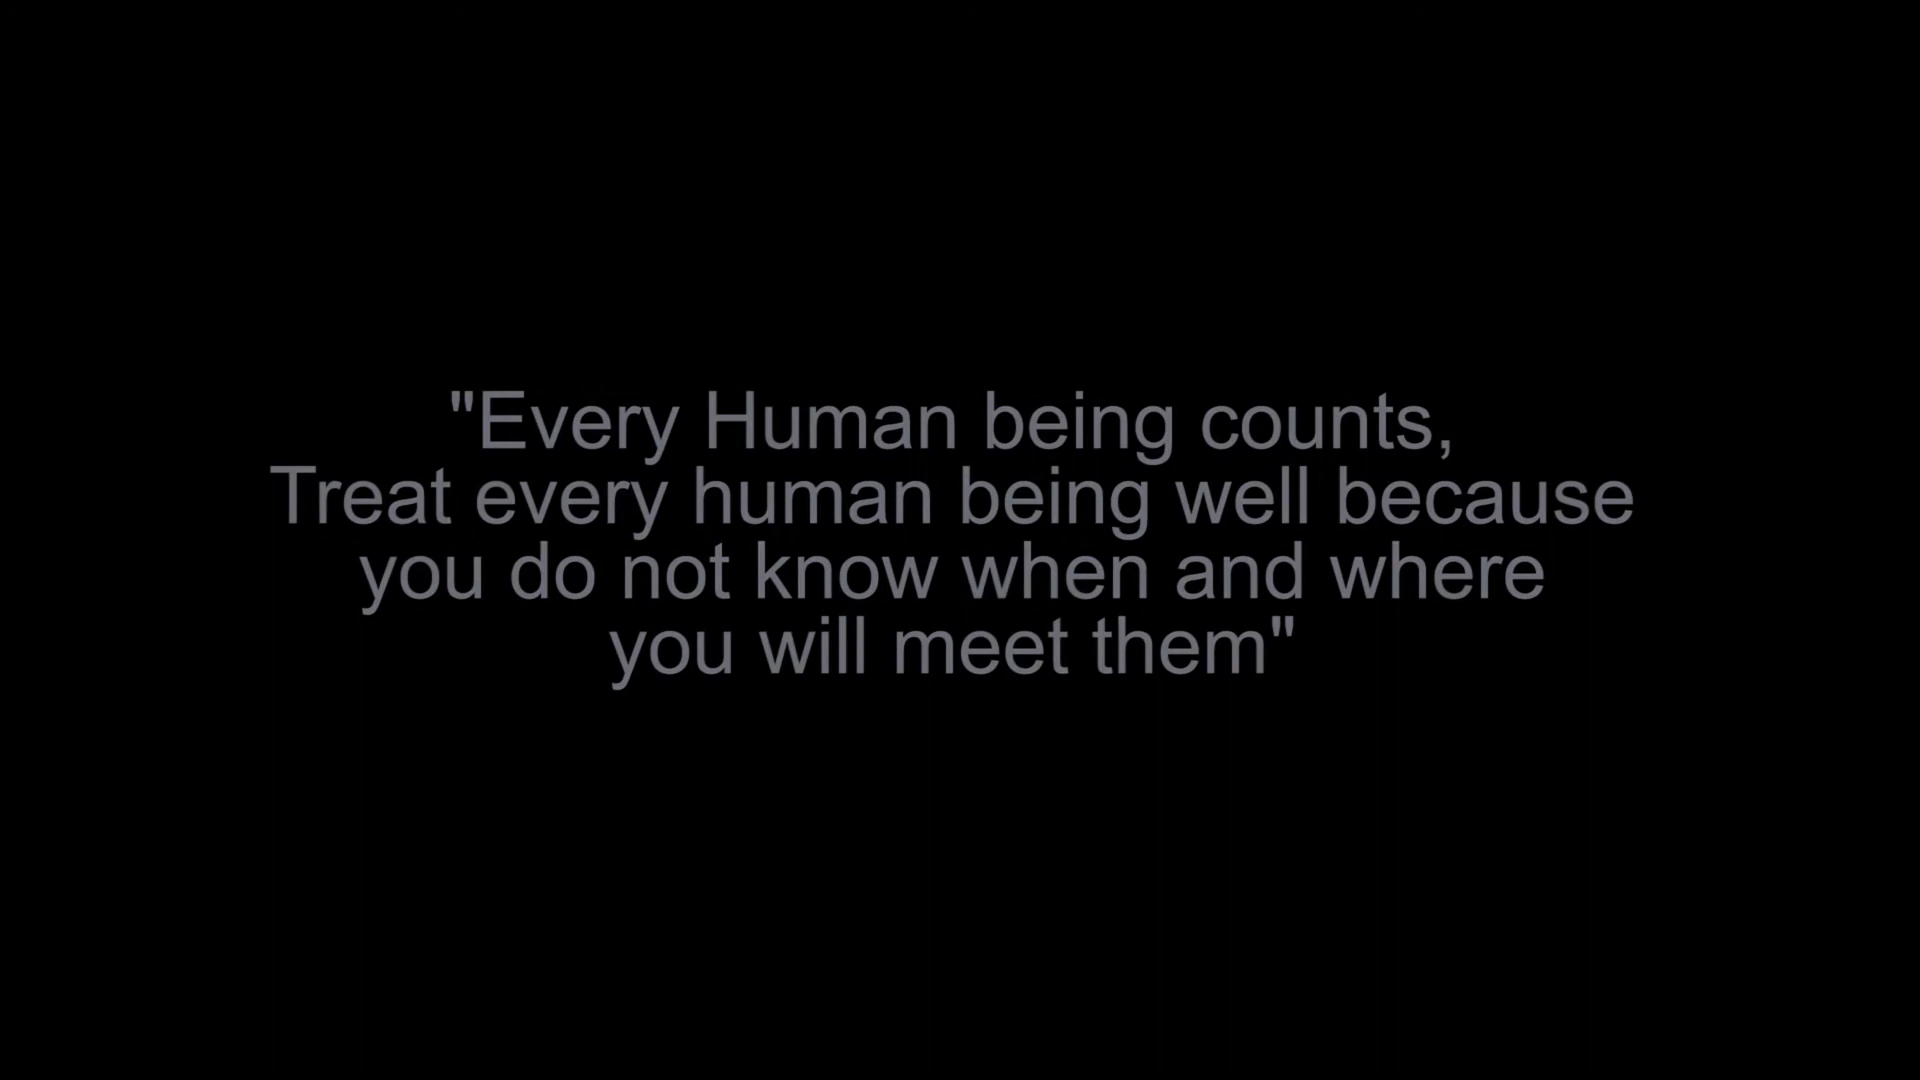 "Every Human being counts,
Treat every human being well because
you do not know when and where
you will meet them"